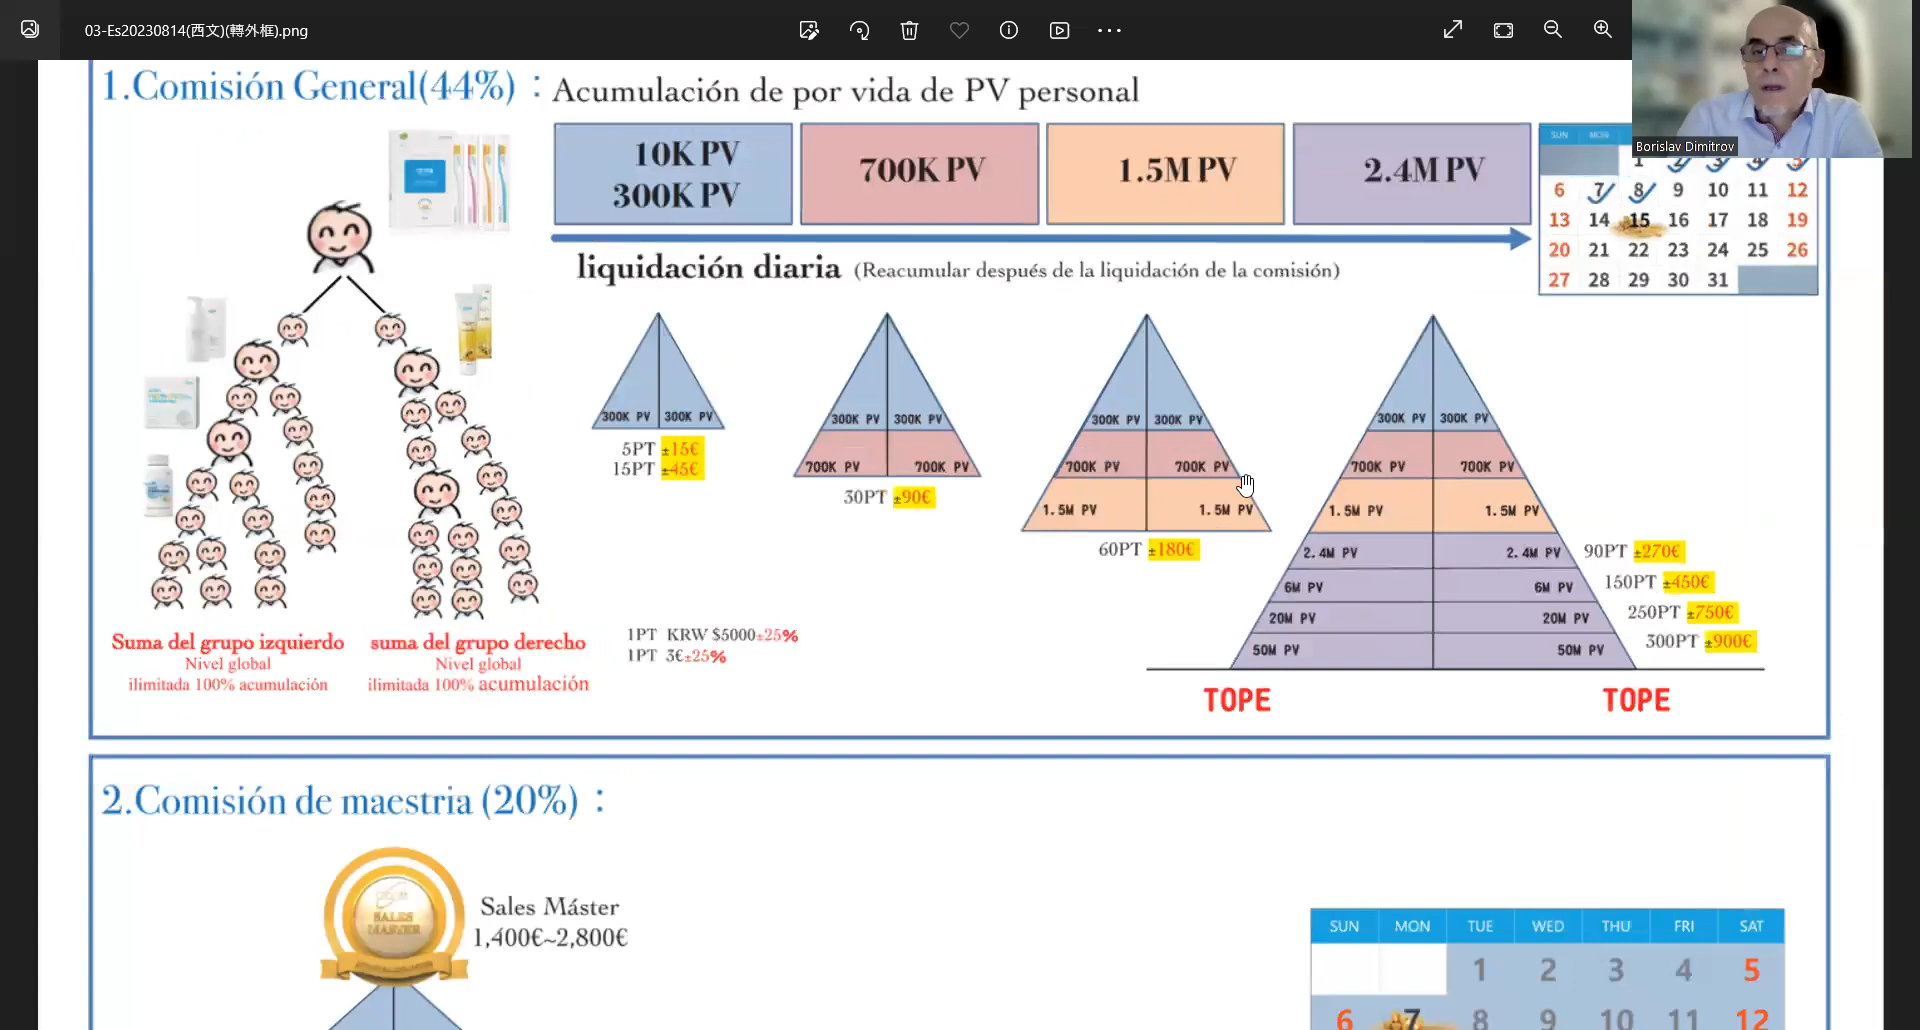 03-Es20230814(西文)(轉外框).png
Borislav Dimitrov
1.Comisión General(44%)：
Acumulación de por vida de PV personal
10K PV
300K PV
700K PV
1.5M PV
2.4M PV
SUN MON
1 2 3 4 5
6 7 8 9 10 11 12
13 14 15 16 17 18 19
20 21 22 23 24 25 26
27 28 29 30 31
liquidación diaria (Reacumular después de la liquidación de la comisión)
300K PV 300K PV
5PT ±15€
15PT ±45€
300K PV 300K PV
700K PV 700K PV
30PT ±90€
300K PV 300K PV
700K PV 700K PV
1.5M PV 1.5M PV
60PT ±180€
300K PV 300K PV
700K PV 700K PV
1.5M PV 1.5M PV
2.4M PV 2.4M PV 90PT ±270€
6M PV 6M PV 150PT ±450€
20M PV 20M PV 250PT ±750€
50M PV 50M PV 300PT ±900€
TOPE TOPE
Suma del grupo izquierdo
Nivel global
ilimitada 100% acumulación
suma del grupo derecho
Nivel global
ilimitada 100% acumulación
1PT KRW $5000±25%
1PT 3€±25%
2.Comisión de maestria (20%)：
SALES
MASTER
Sales Máster
1,400€~2,800€
SUN MON TUE WED THU FRI SAT
1 2 3 4 5
6 7 8 9 10 11 12